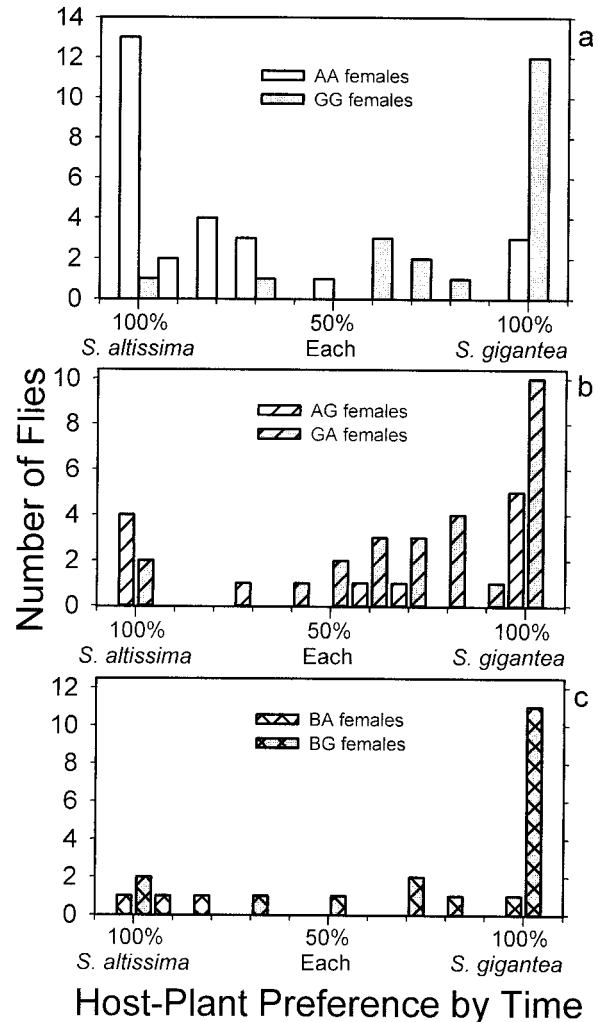 a
14
12
10
8
6
4
2
0
AA females
GG females
100%
50%
100%
S. altissima
Each
S. gigantea
b
10
8
6
4
2
0
AG females
GA females
100%
50%
100%
S. altissima
Each
S. gigantea
Number of Flies
c
12
10
8
6
4
2
0
BA females
BG females
100%
50%
100%
S. altissima
Each
S. gigantea
Host-Plant Preference by Time